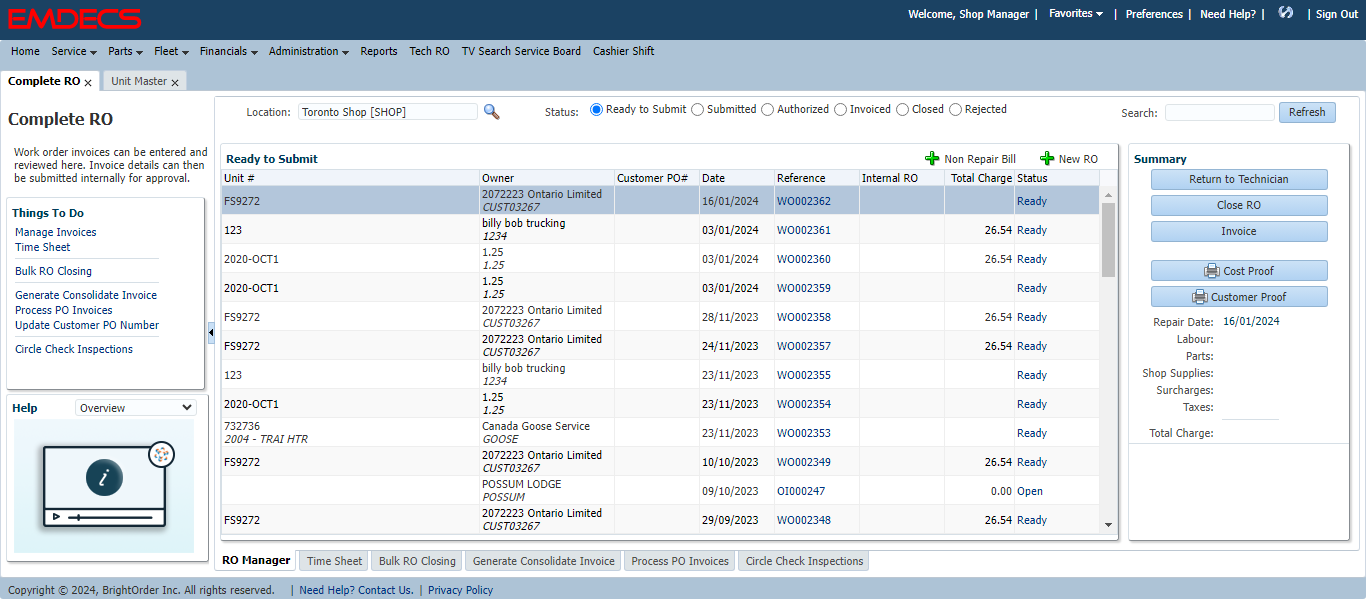 EMDECS
Welcome, Shop Manager | Favorites | Preferences | Need Help? | | Sign Out
Home Service Parts Fleet Financials Administration Reports Tech RO TV Search Service Board Cashier Shift
Complete RO x Unit Master x
Complete RO
Work order invoices can be entered and
reviewed here. Invoice details can then
be submitted internally for approval.
Things To Do
Manage Invoices
Time Sheet
Bulk RO Closing
Generate Consolidate Invoice
Process PO Invoices
Update Customer PO Number
Circle Check Inspections
Help Overview
i
Location: Toronto Shop [SHOP] Status: Ready to Submit Submitted Authorized Invoiced Closed Rejected Search: Refresh
Ready to Submit Non Repair Bill New RO
Unit # Owner Customer PO# Date Reference Internal RO Total Charge Status
FS9272 2072223 Ontario Limited 16/01/2024 WO002362 Ready
CUST03267
123 billy bob trucking 03/01/2024 WO002361 26.54 Ready
1234
2020-OCT1 1.25 03/01/2024 WO002360 26.54 Ready
1.25
2020-OCT1 1.25 03/01/2024 WO002359 Ready
1.25
FS9272 2072223 Ontario Limited 28/11/2023 WO002358 26.54 Ready
CUST03267
FS9272 2072223 Ontario Limited 24/11/2023 WO002357 26.54 Ready
CUST03267
123 billy bob trucking 23/11/2023 WO002355 Ready
1234
2020-OCT1 1.25 23/11/2023 WO002354 Ready
1.25
732736 Canada Goose Service 23/11/2023 WO002353 Ready
2004 - TRAI HTR GOOSE
FS9272 2072223 Ontario Limited 10/10/2023 WO002349 26.54 Ready
CUST03267
POSSUM LODGE 09/10/2023 OI000247 0.00 Open
POSSUM
FS9272 2072223 Ontario Limited 29/09/2023 WO002348 26.54 Ready
CUST03267
Summary
Return to Technician
Close RO
Invoice
Cost Proof
Customer Proof
Repair Date: 16/01/2024
Labour:
Parts:
Shop Supplies:
Surcharges:
Taxes:
Total Charge:
RO Manager Time Sheet Bulk RO Closing Generate Consolidate Invoice Process PO Invoices Circle Check Inspections
Copyright © 2024, BrightOrder Inc. All rights reserved. | Need Help? Contact Us. | Privacy Policy